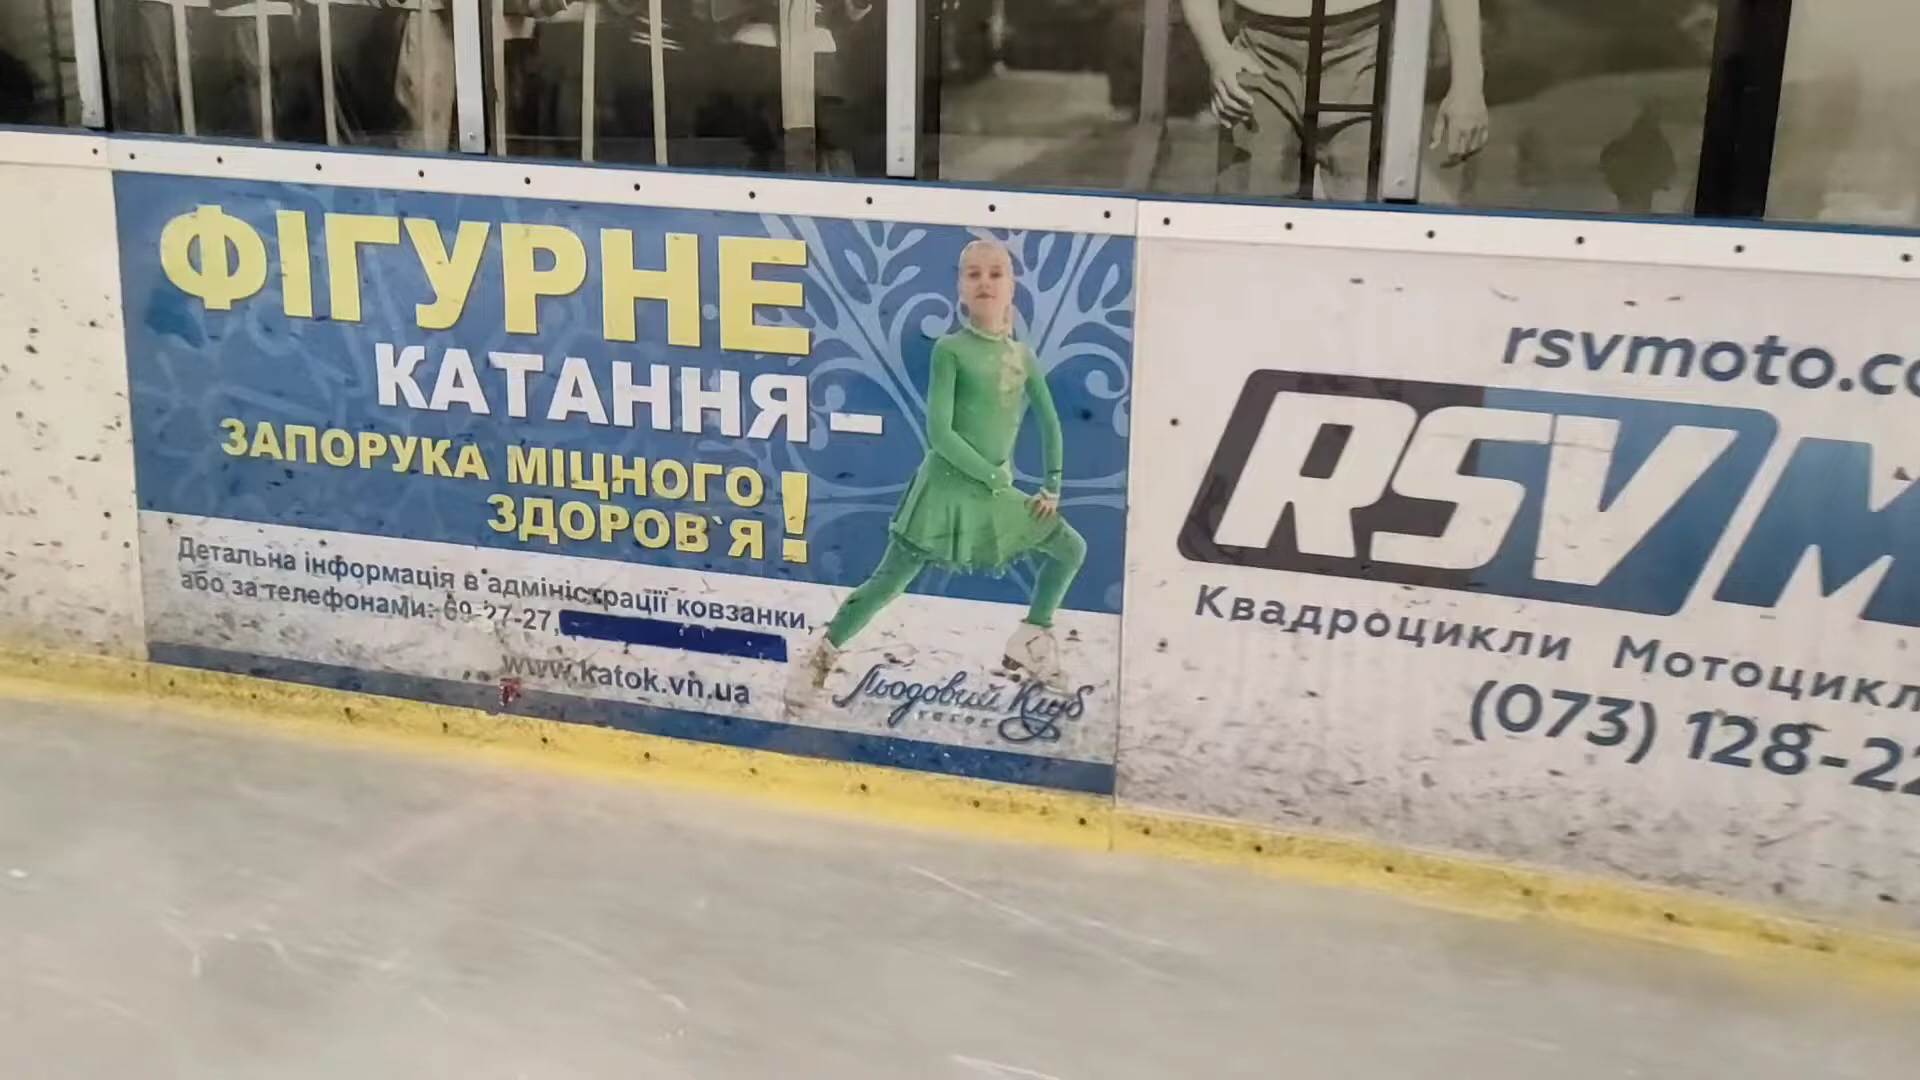 ФІГУРНЕ
КАТАННЯ –
ЗАПОРУКА МІЦНОГО
ЗДОРОВ`Я!
Детальна інформація в адміністрації ковзанки,
або за телефонами: 69-27-27,
www.katok.vn.ua
Льодовий Клуб
rsvmoto.co
RSVM
Квадроцикли Мотоцикл
(073) 128-22